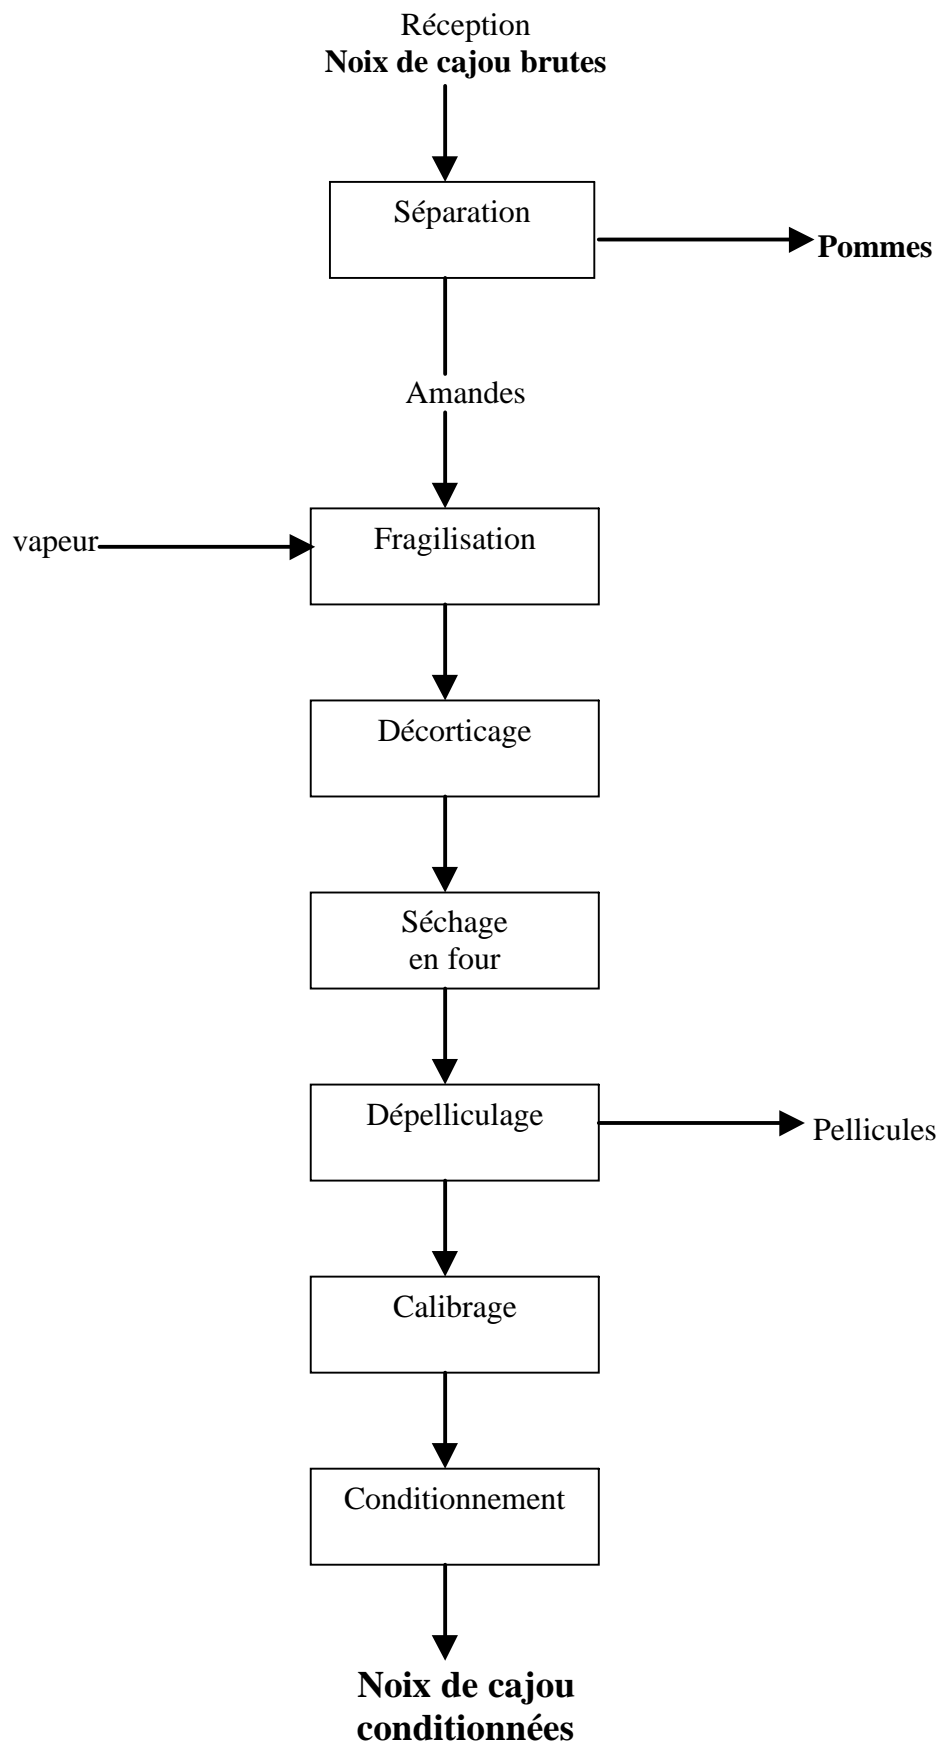 Réception
Noix de cajou brutes
Séparation
Pommes
Amandes
vapeur
Fragilisation
Décorticage
Séchage
en four
Dépelliculage
Pellicules
Calibrage
Conditionnement
Noix de cajou
conditionnées